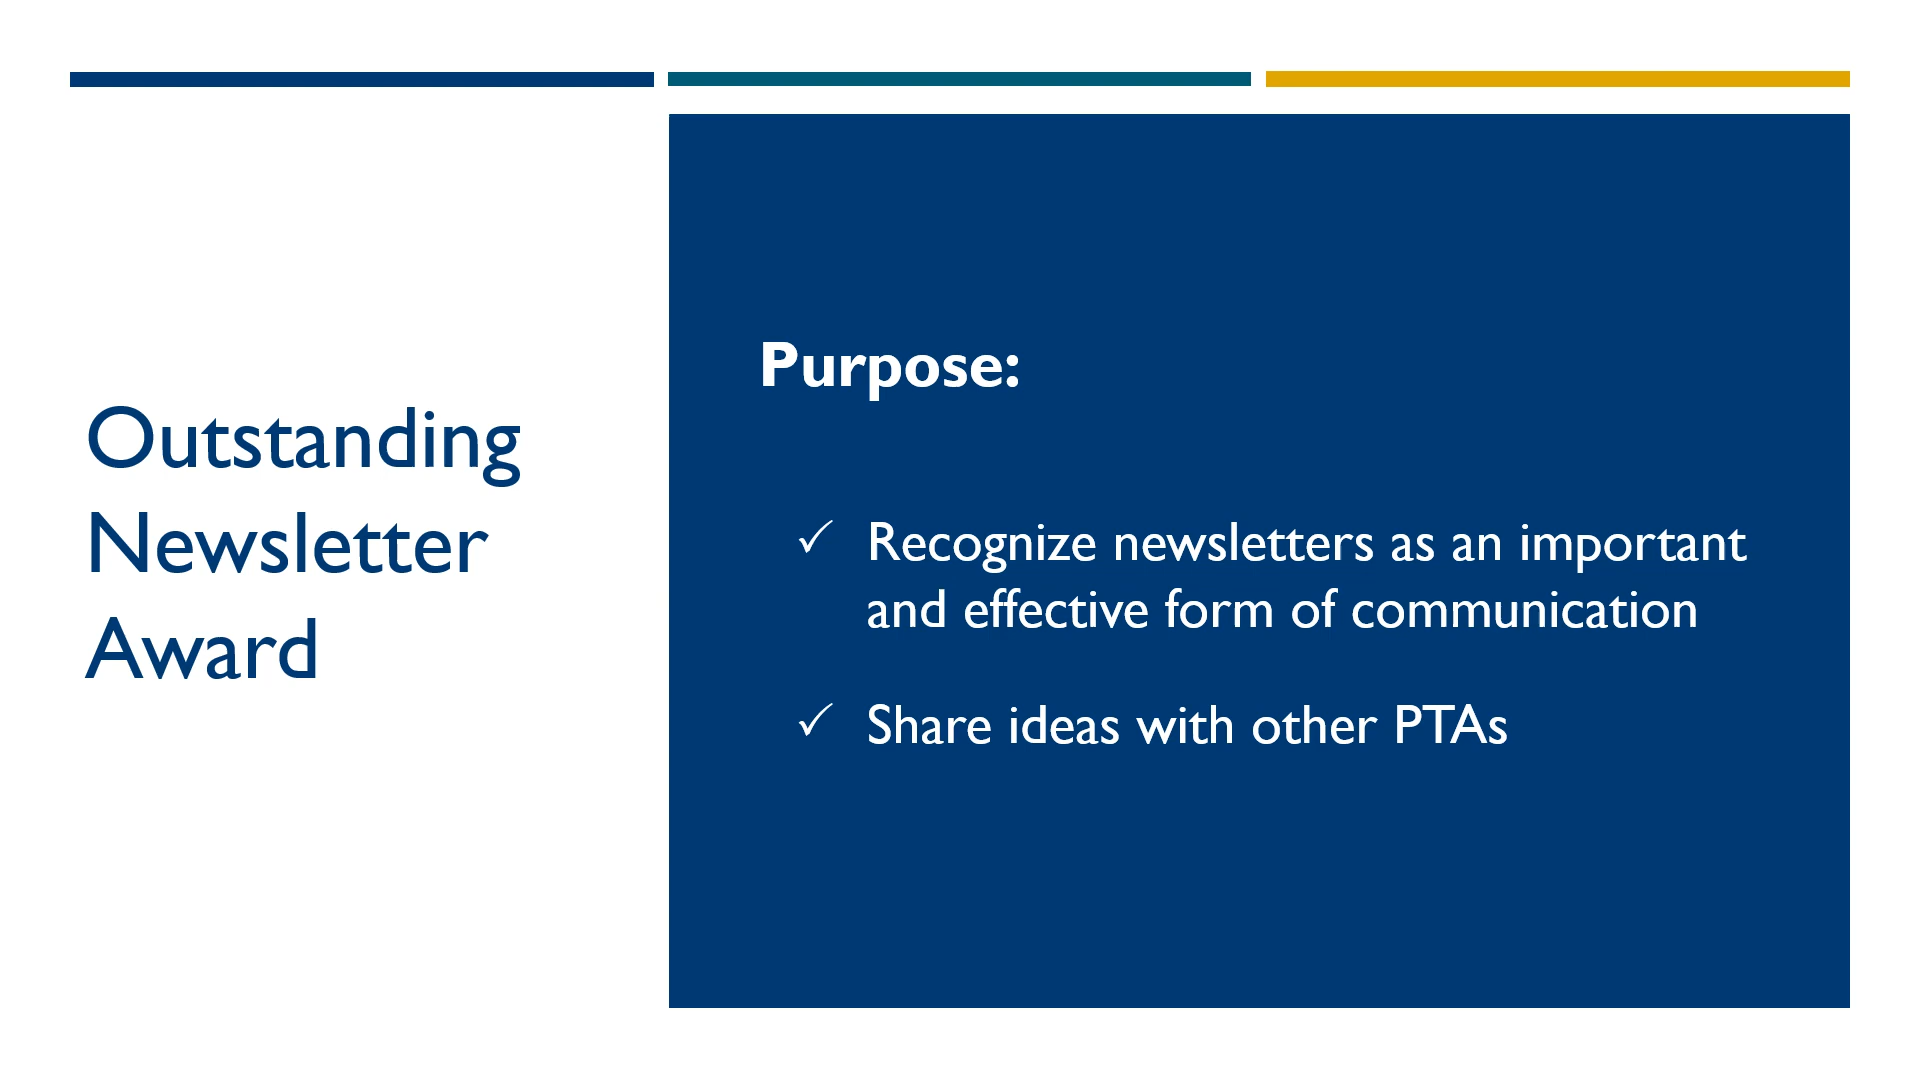 Outstanding
Newsletter
Award
Purpose:
✓ Recognize newsletters as an important
and effective form of communication
✓ Share ideas with other PTAs